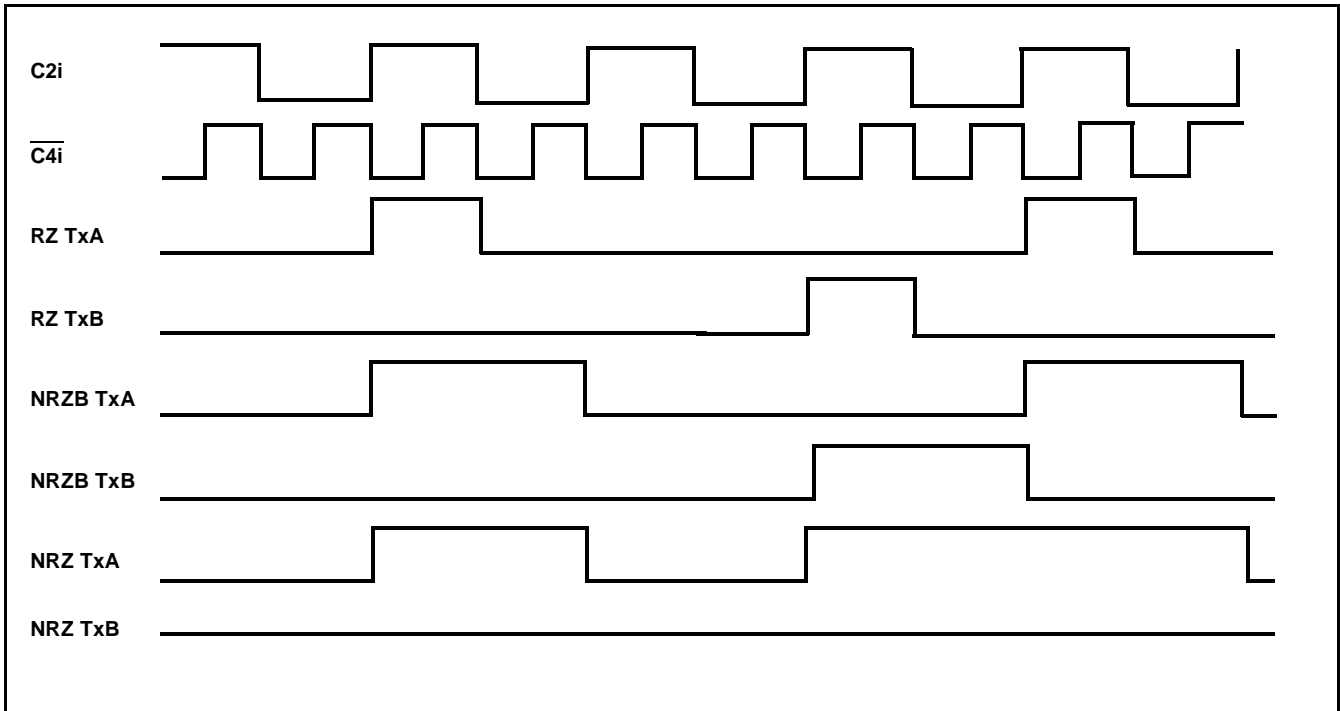 C2i
C4i
RZ TxA
RZ TxB
NRZB TxA
NRZB TxB
NRZ TxA
NRZ TxB